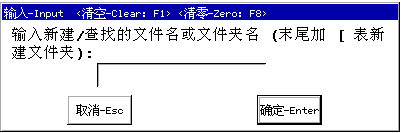 输入-Input  <清空-Clear: F1> <清零-Zero: F8>
输入新建/查找的文件名或文件夹名 (末尾加 [ 表新
建文件夹):
取消-Esc
确定-Enter